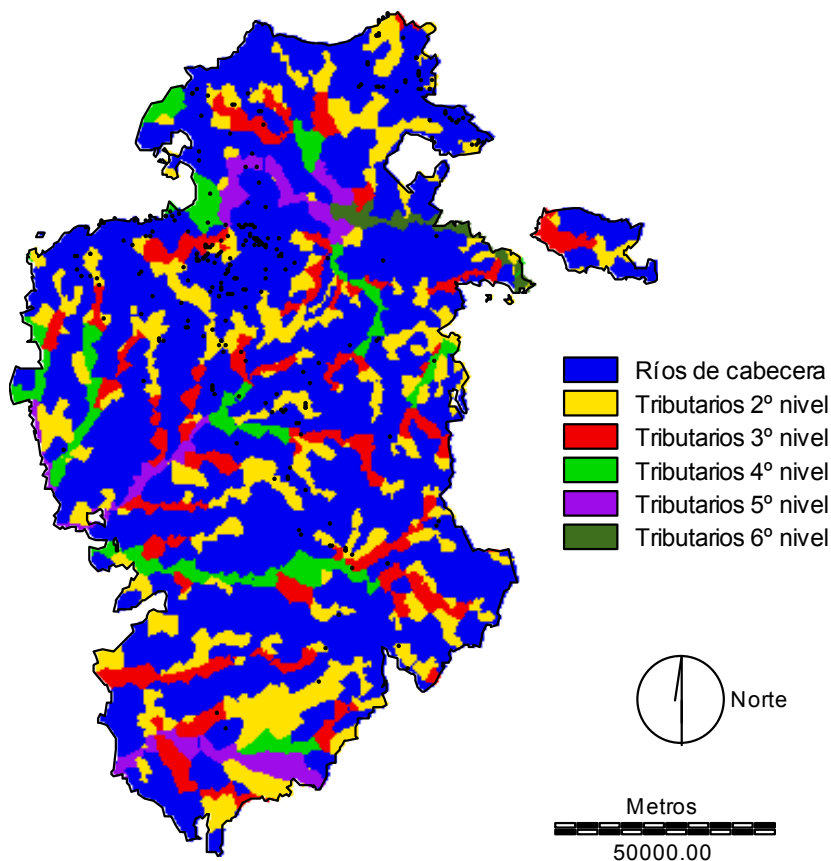 Ríos de cabecera
Tributarios 2º nivel
Tributarios 3º nivel
Tributarios 4º nivel
Tributarios 5º nivel
Tributarios 6º nivel
Norte
Metros
50000.00